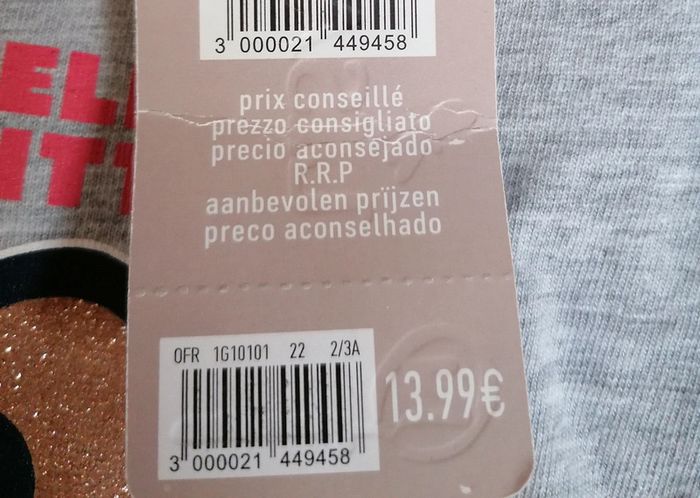 3 000021 449458
prix conseillé
prezzo consigliato
precio aconsejado
R.R.P
aanbevolen prijzen
preco aconselhado
OFR 1G10101 22 2/3A
13.99€
3 000021 449458